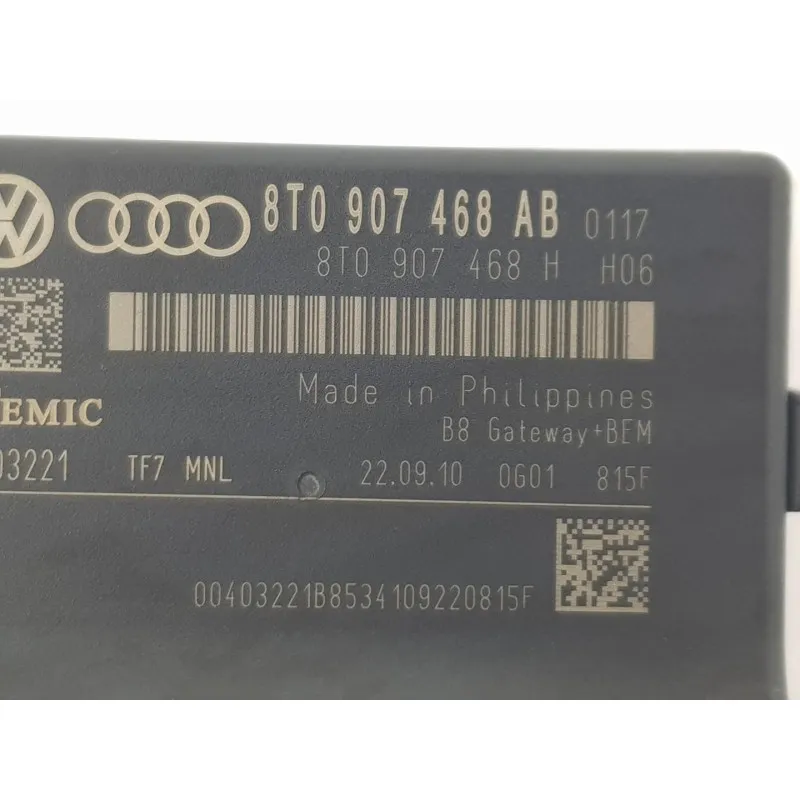 8T0 907 468 AB 0117
8T0 907 468 H H06
Made in Philippines
EMIC
B8 Gateway+BEM
03221 TF7 MNL 22.09.10 0G01 815F
00403221B8534109220815F